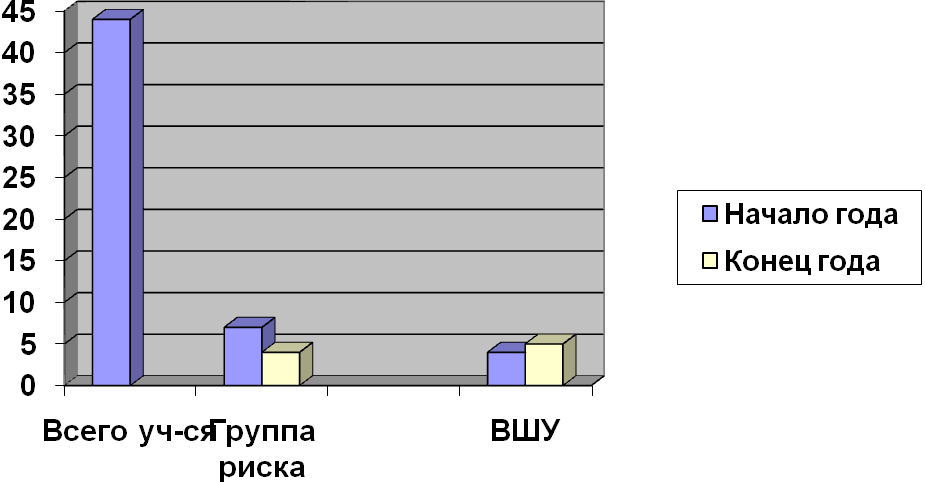 45
40
35
30
25
20
15
10
5
0
Всего уч-ся
Группа
риска
ВШУ
Начало года
Конец года